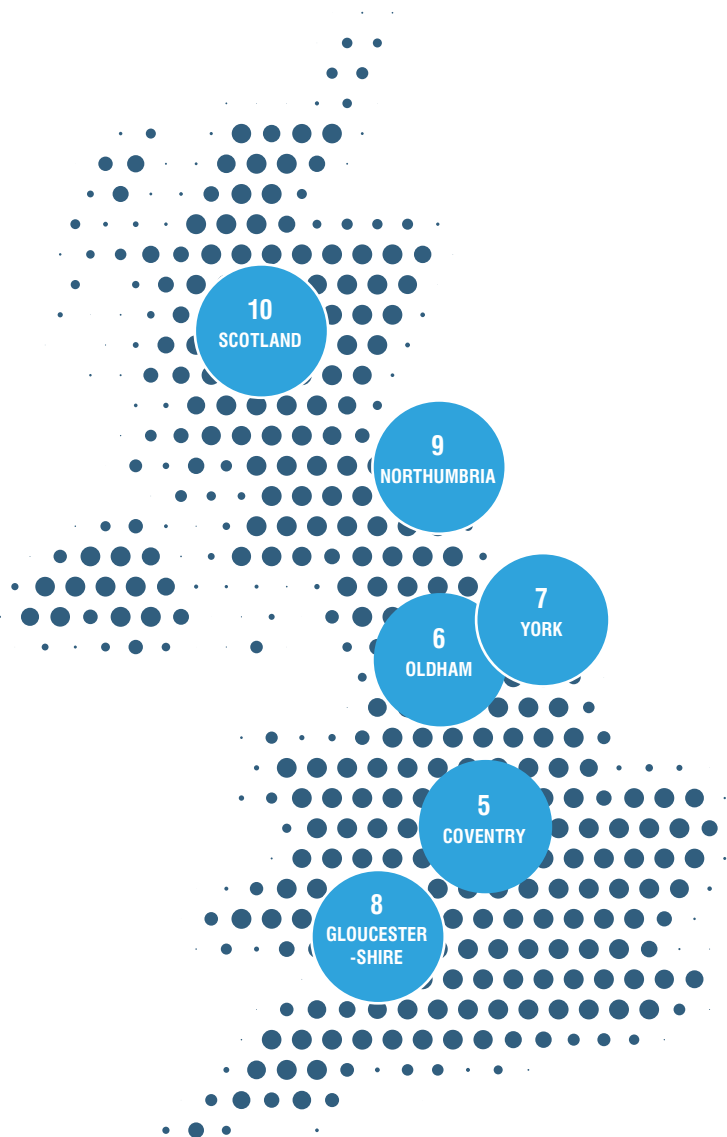 10
SCOTLAND
9
NORTHUMBRIA
7
YORK
6
OLDHAM
5
COVENTRY
8
GLOUCESTER
-SHIRE